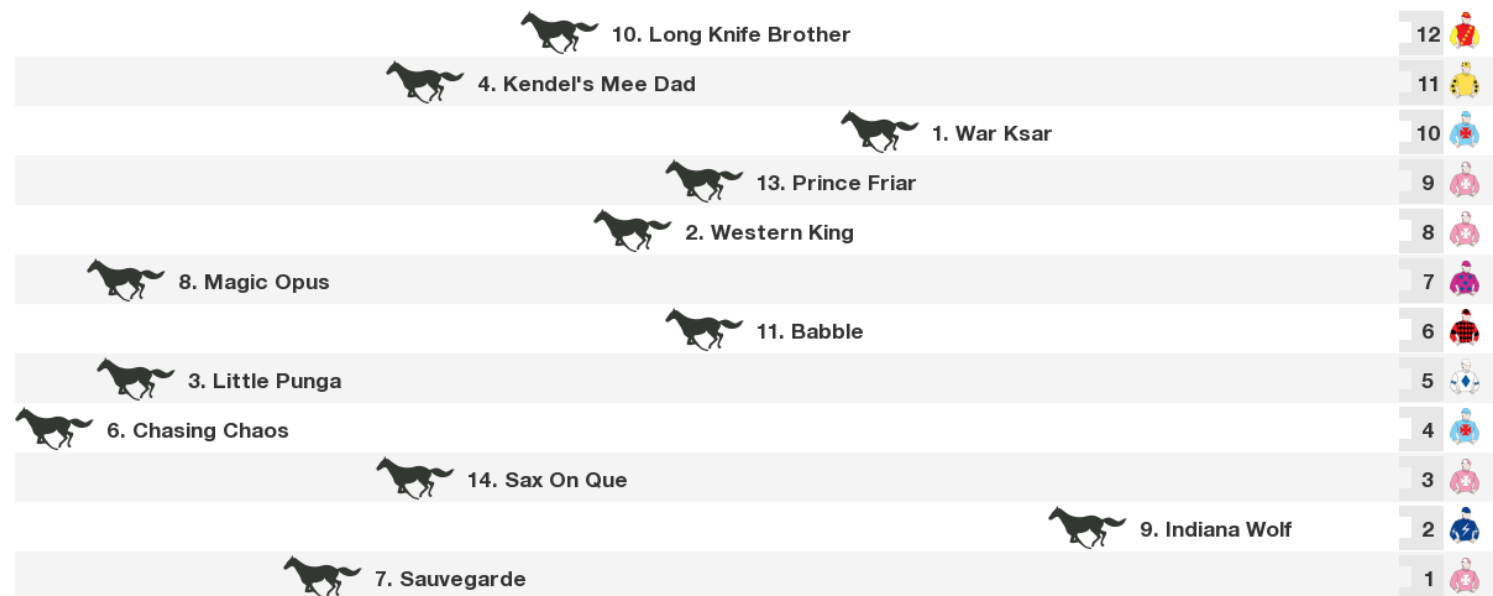 10. Long Knife Brother 12
4. Kendel's Mee Dad 11
1. War Ksar 10
13. Prince Friar 9
2. Western King 8
8. Magic Opus 7
11. Babble 6
3. Little Punga 5
6. Chasing Chaos 4
14. Sax On Que 3
9. Indiana Wolf 2
7. Sauvegarde 1